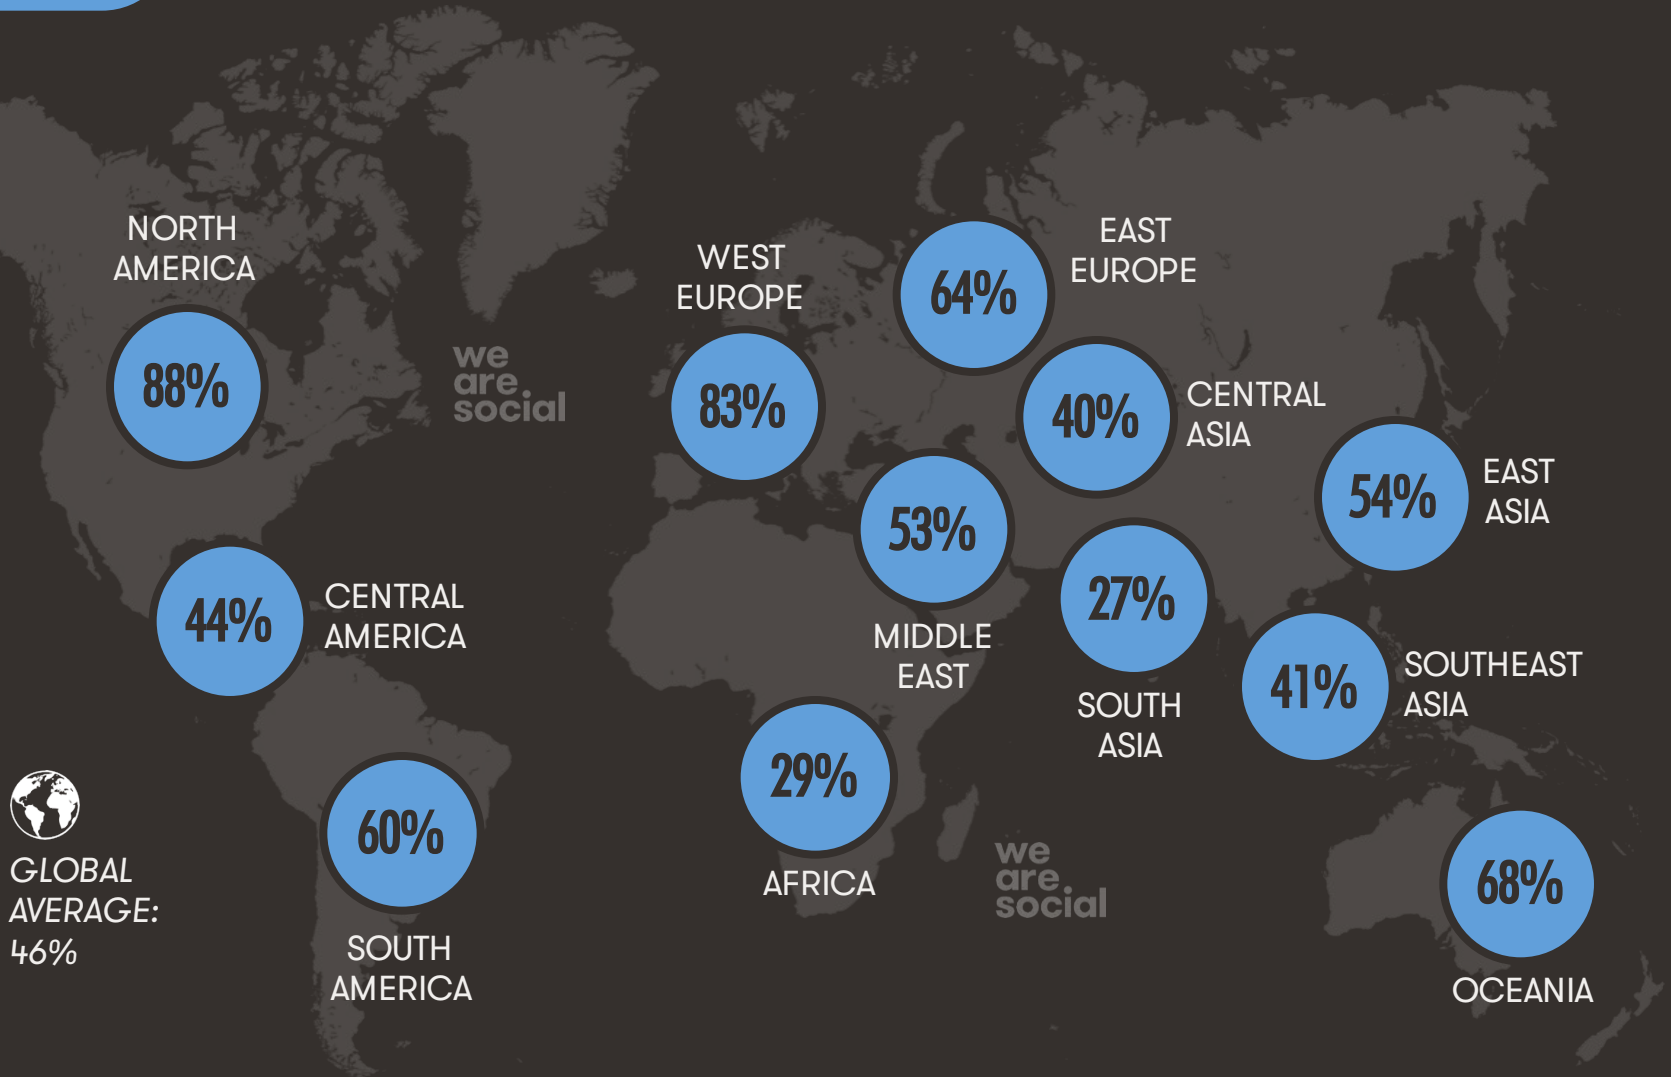 NORTH
AMERICA
88%
WEST
EUROPE
83%
64%
EAST
EUROPE
we
are
social
40%
CENTRAL
ASIA
54%
EAST
ASIA
53%
MIDDLE
EAST
27%
SOUTH
ASIA
44%
CENTRAL
AMERICA
41%
SOUTHEAST
ASIA
29%
AFRICA
60%
SOUTH
AMERICA
we
are
social
68%
OCEANIA
GLOBAL
AVERAGE:
46%